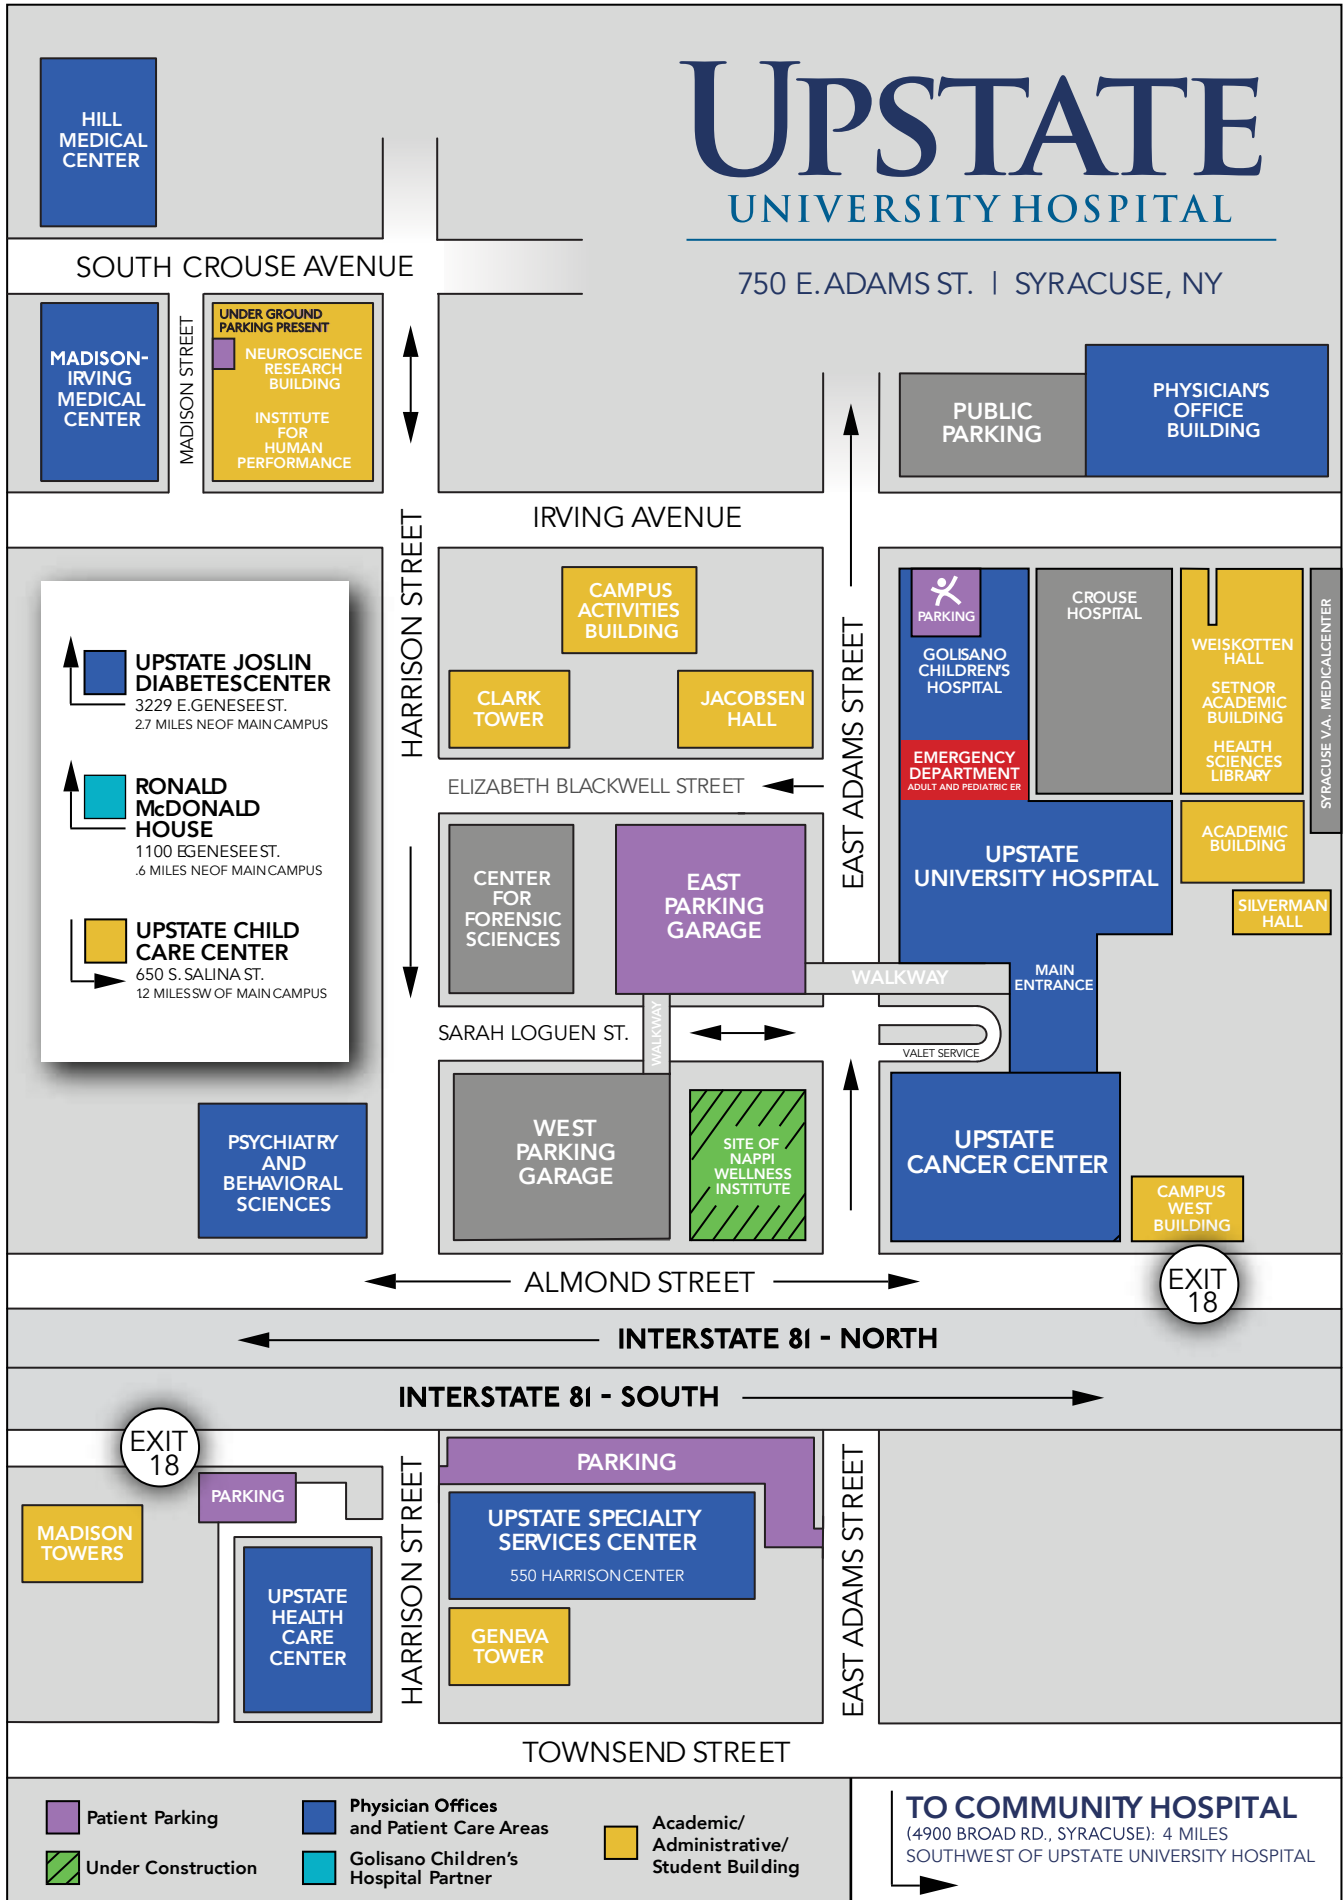 UPSTATE
UNIVERSITY HOSPITAL
750 E. ADAMS ST. | SYRACUSE, NY
HILL
MEDICAL
CENTER
SOUTH CROUSE AVENUE
MADISON-
IRVING
MEDICAL
CENTER
MADISON STREET
UNDER GROUND
PARKING PRESENT
NEUROSCIENCE
RESEARCH
BUILDING
INSTITUTE
FOR
HUMAN
PERFORMANCE
PUBLIC
PARKING
PHYSICIAN'S
OFFICE
BUILDING
IRVING AVENUE
HARRISON STREET
EAST ADAMS STREET
UPSTATE JOSLIN
DIABETES CENTER
3229 E. GENESEE ST.
2.7 MILES NE OF MAIN CAMPUS
RONALD
McDONALD
HOUSE
1100 E GENESEE ST.
.6 MILES NE OF MAIN CAMPUS
UPSTATE CHILD
CARE CENTER
650 S. SALINA ST.
12 MILES SW OF MAIN CAMPUS
CAMPUS
ACTIVITIES
BUILDING
CLARK
TOWER
JACOBSEN
HALL
ELIZABETH BLACKWELL STREET
PARKING
GOLISANO
CHILDREN'S
HOSPITAL
EMERGENCY
DEPARTMENT
ADULT AND PEDIATRIC ER
CROUSE
HOSPITAL
WEISKOTTEN
HALL
SETNOR
ACADEMIC
BUILDING
HEALTH
SCIENCES
LIBRARY
SYRACUSE V.A. MEDICAL CENTER
ACADEMIC
BUILDING
SILVERMAN
HALL
UPSTATE
UNIVERSITY HOSPITAL
CENTER
FOR
FORENSIC
SCIENCES
EAST
PARKING
GARAGE
WALKWAY
MAIN
ENTRANCE
SARAH LOGUEN ST.
WALKWAY
VALET SERVICE
PSYCHIATRY
AND
BEHAVIORAL
SCIENCES
WEST
PARKING
GARAGE
SITE OF
NAPPI
WELLNESS
INSTITUTE
UPSTATE
CANCER CENTER
CAMPUS
WEST
BUILDING
ALMOND STREET
EXIT
18
INTERSTATE 81 - NORTH
INTERSTATE 81 - SOUTH
EXIT
18
PARKING
MADISON
TOWERS
UPSTATE
HEALTH
CARE
CENTER
HARRISON STREET
PARKING
UPSTATE SPECIALTY
SERVICES CENTER
550 HARRISON CENTER
GENEVA
TOWER
EAST ADAMS STREET
TOWNSEND STREET
Patient Parking
Under Construction
Physician Offices
and Patient Care Areas
Golisano Children's
Hospital Partner
Academic/
Administrative/
Student Building
TO COMMUNITY HOSPITAL
(4900 BROAD RD., SYRACUSE): 4 MILES
SOUTHWEST OF UPSTATE UNIVERSITY HOSPITAL